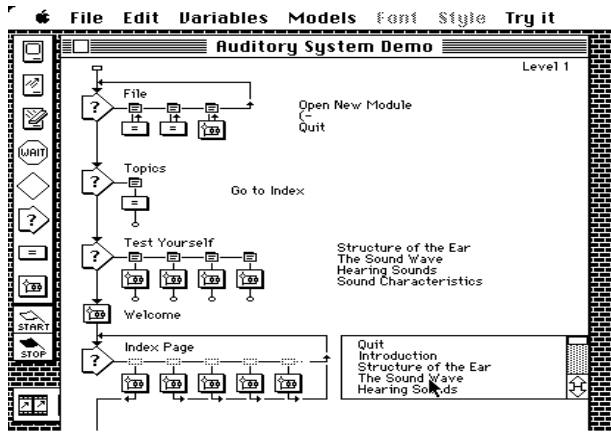 File Edit Variables Models Font Style Try it
Auditory System Demo
Level 1
File
Open New Module
(-
Quit
?
=
=
WAIT
Topics
?
=
Go to Index
?
=
Test Yourself
?
Structure of the Ear
The Sound Wave
Hearing Sounds
Sound Characteristics
Welcome
START
STOP
Index Page
?
Quit
Introduction
Structure of the Ear
The Sound Wave
Hearing Sounds